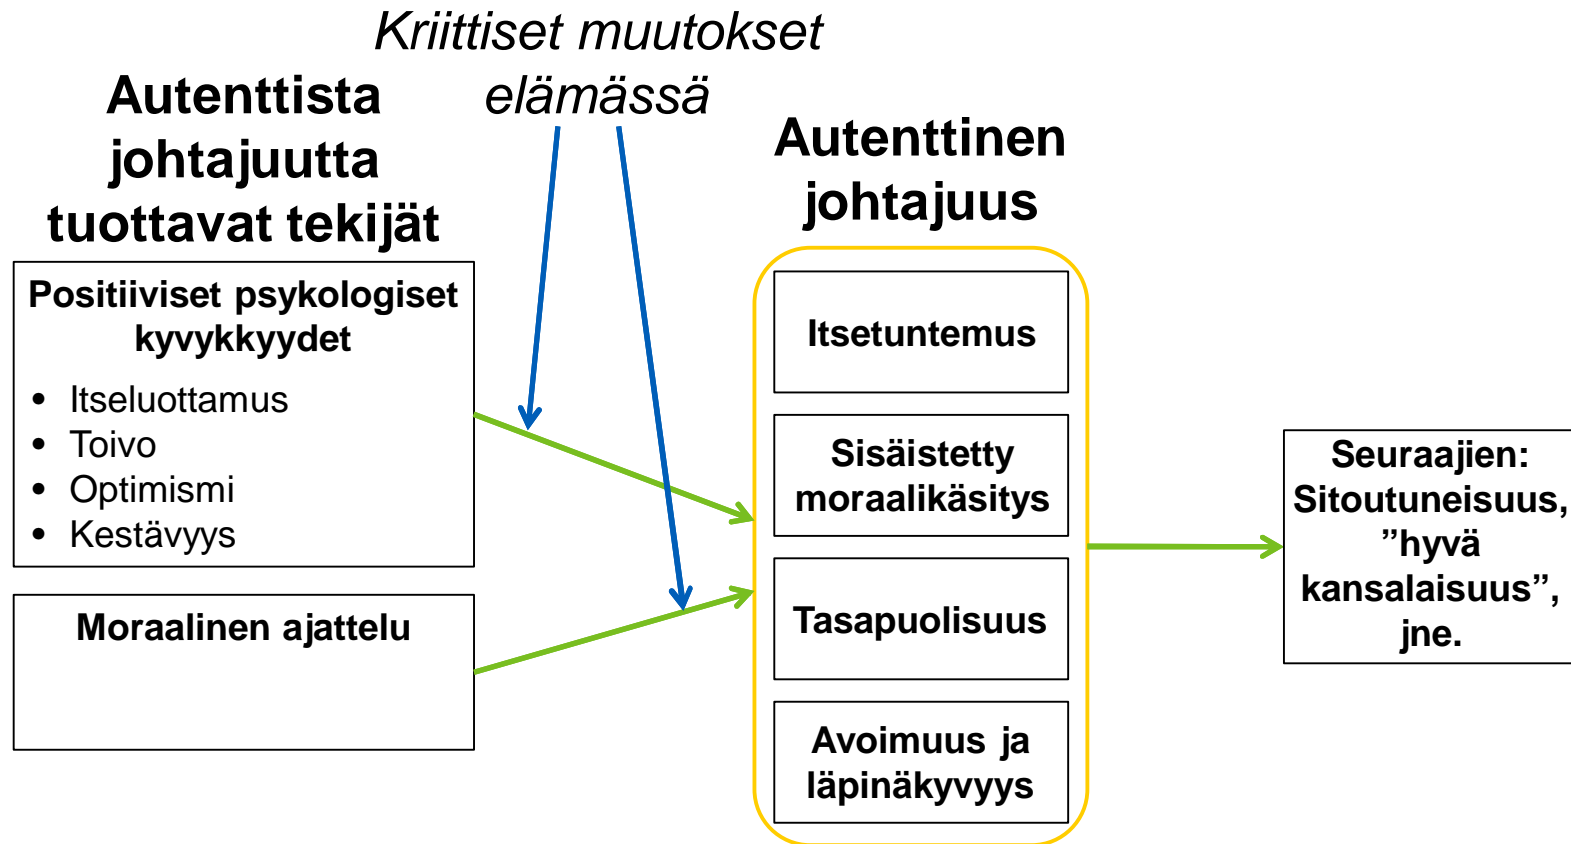 Kriittiset muutokset
elämässä
Autenttista
johtajuutta
tuottavat tekijät
Positiiviset psykologiset
kyvykkyydet
• Itseluottamus
• Toivo
• Optimismi
• Kestävyys
Moraalinen ajattelu
Autenttinen
johtajuus
Itsetuntemus
Sisäistetty
moraalikäsitys
Tasapuolisuus
Avoimuus ja
läpinäkyvyys
Seuraajien:
Sitoutuneisuus,
”hyvä
kansalaisuus”,
jne.